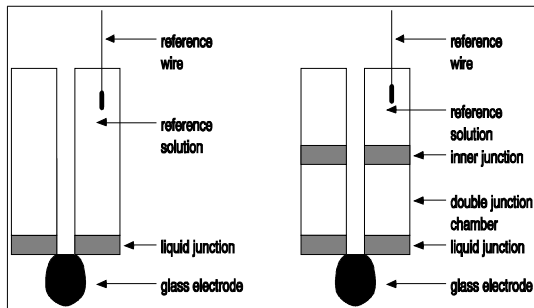 reference
wire
reference
solution
liquid junction
glass electrode
reference
wire
reference
solution
inner junction
double junction
chamber
liquid junction
glass electrode